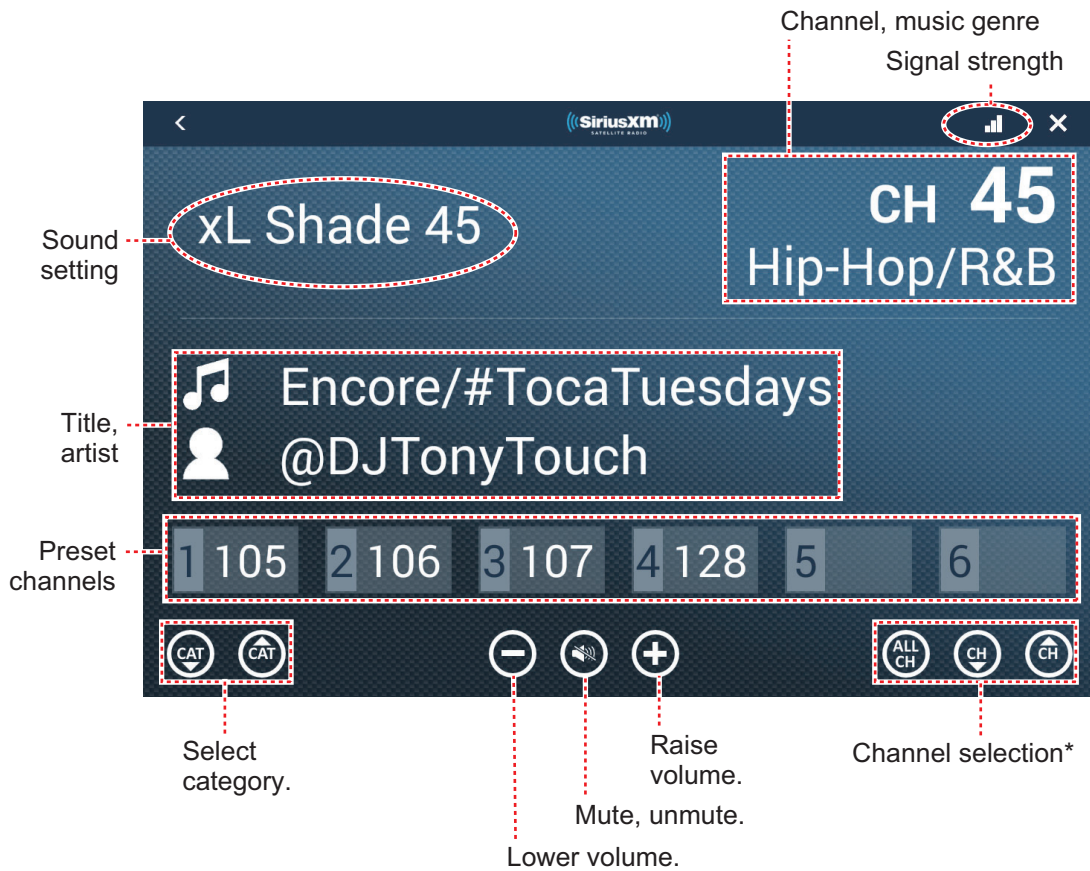 Channel, music genre
Signal strength
((SiriusXM))
SATELLITE RADIO
Sound
setting
xL Shade 45
CH 45
Hip-Hop/R&B
Title,
artist
Encore/#TocaTuesdays
@DJTonyTouch
Preset
channels
1 105 2 106 3 107 4 128 5 6
CAT CAT ALL CH CH CH
Select
category.
Raise
volume.
Channel selection*
Mute, unmute.
Lower volume.